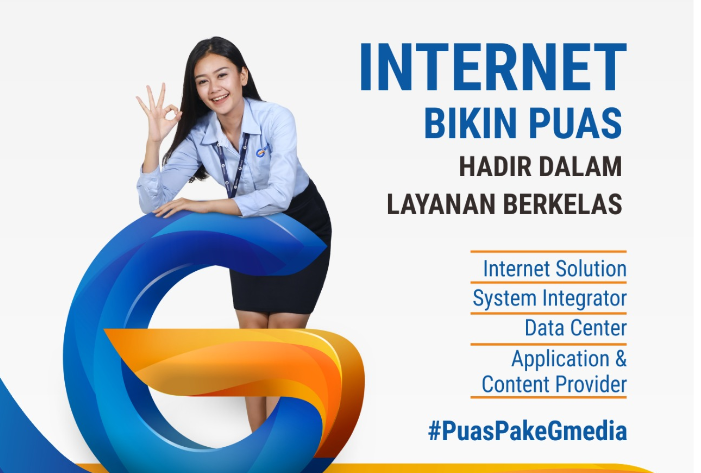 INTERNET
BIKIN PUAS
HADIR DALAM
LAYANAN BERKELAS
Internet Solution
System Integrator
Data Center
Application &
Content Provider
#PuasPakeGmedia